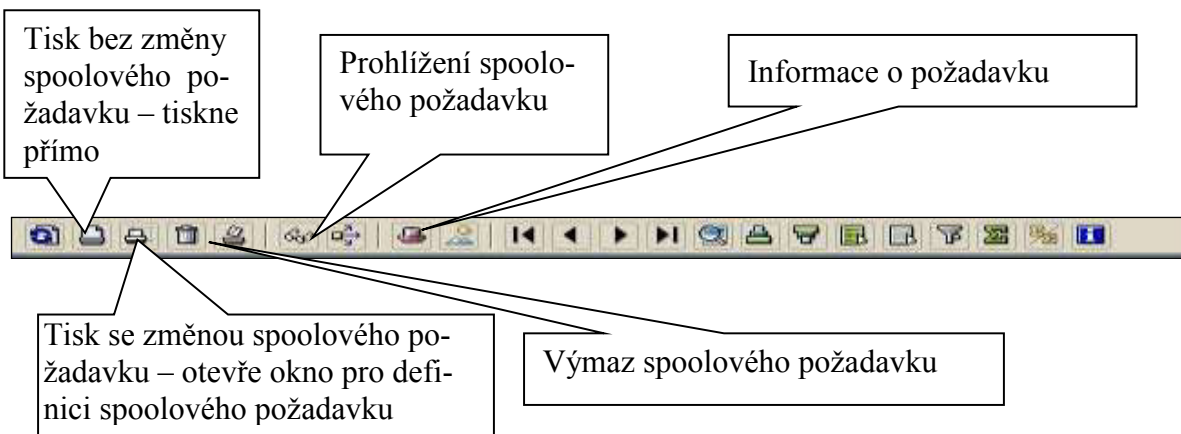 Tisk bez změny
spoolového po-
žadavku – tiskne
přímo
Prohlížení spoolo-
vého požadavku
Informace o požadavku
Tisk se změnou spoolového po-
žadavku – otevře okno pro defi-
nici spoolového požadavku
Výmaz spoolového požadavku